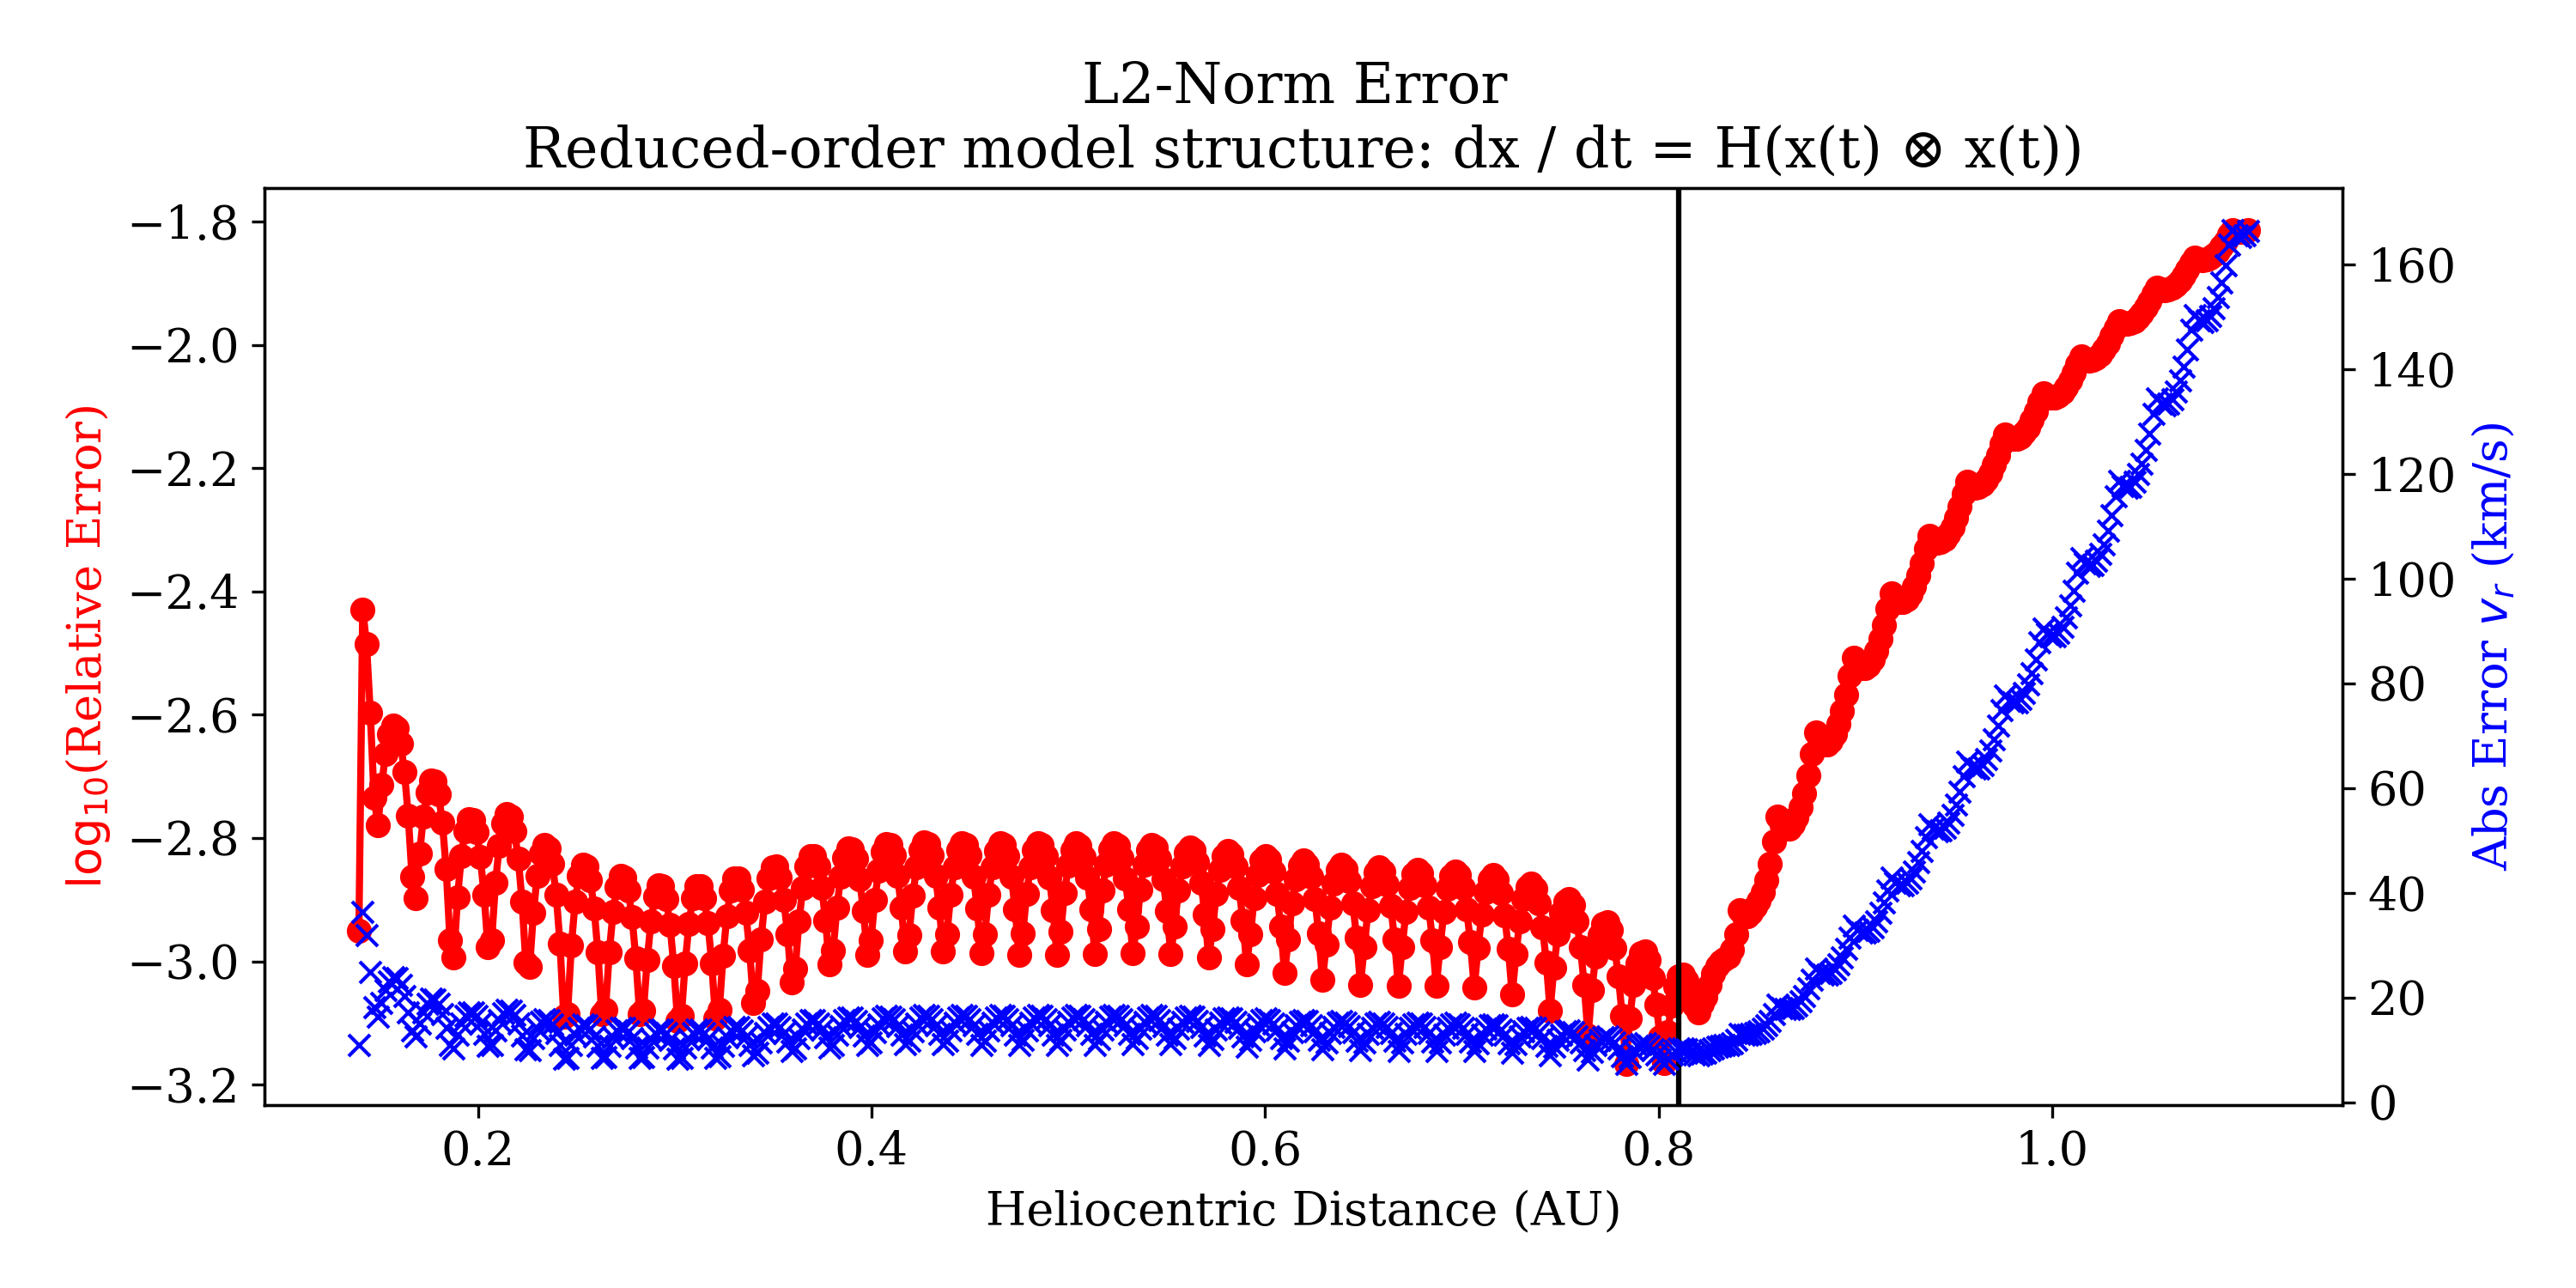 L2-Norm Error
Reduced-order model structure: dx / dt = H(x(t) ⊗ x(t))
log₁₀(Relative Error)
−1.8
−2.0
−2.2
−2.4
−2.6
−2.8
−3.0
−3.2
160
140
120
100
80
60
40
20
0
Abs Error vᵣ (km/s)
0.2 0.4 0.6 0.8 1.0
Heliocentric Distance (AU)